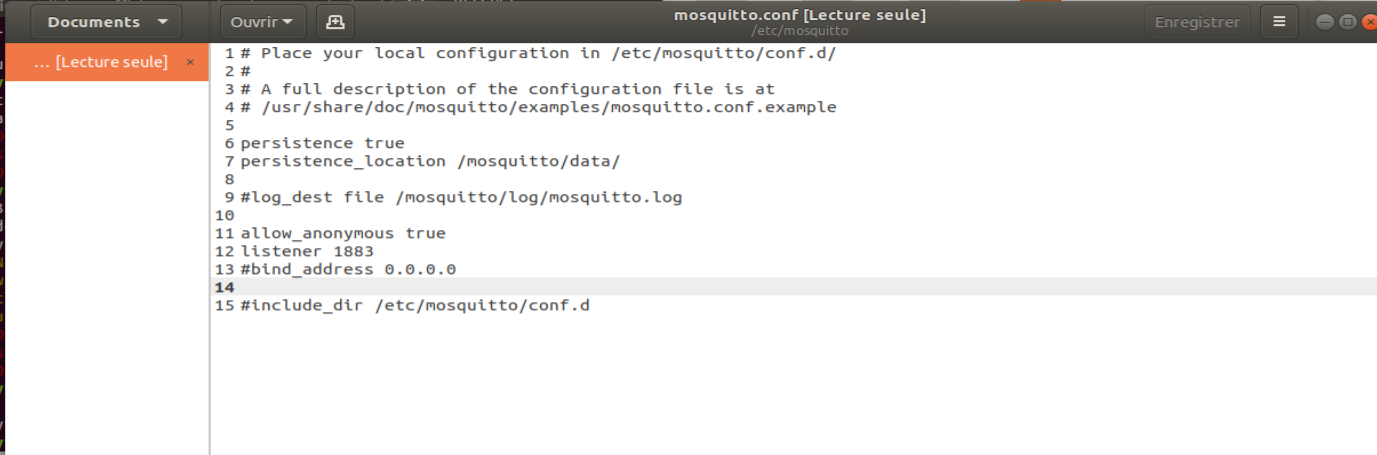 Documents
Ouvrir
mosquitto.conf [Lecture seule]
/etc/mosquitto
Enregistrer
... [Lecture seule] ×
1 # Place your local configuration in /etc/mosquitto/conf.d/
2 #
3 # A full description of the configuration file is at
4 # /usr/share/doc/mosquitto/examples/mosquitto.conf.example
5
6 persistence true
7 persistence_location /mosquitto/data/
8
9 #log_dest file /mosquitto/log/mosquitto.log
10
11 allow_anonymous true
12 listener 1883
13 #bind_address 0.0.0.0
14
15 #include_dir /etc/mosquitto/conf.d